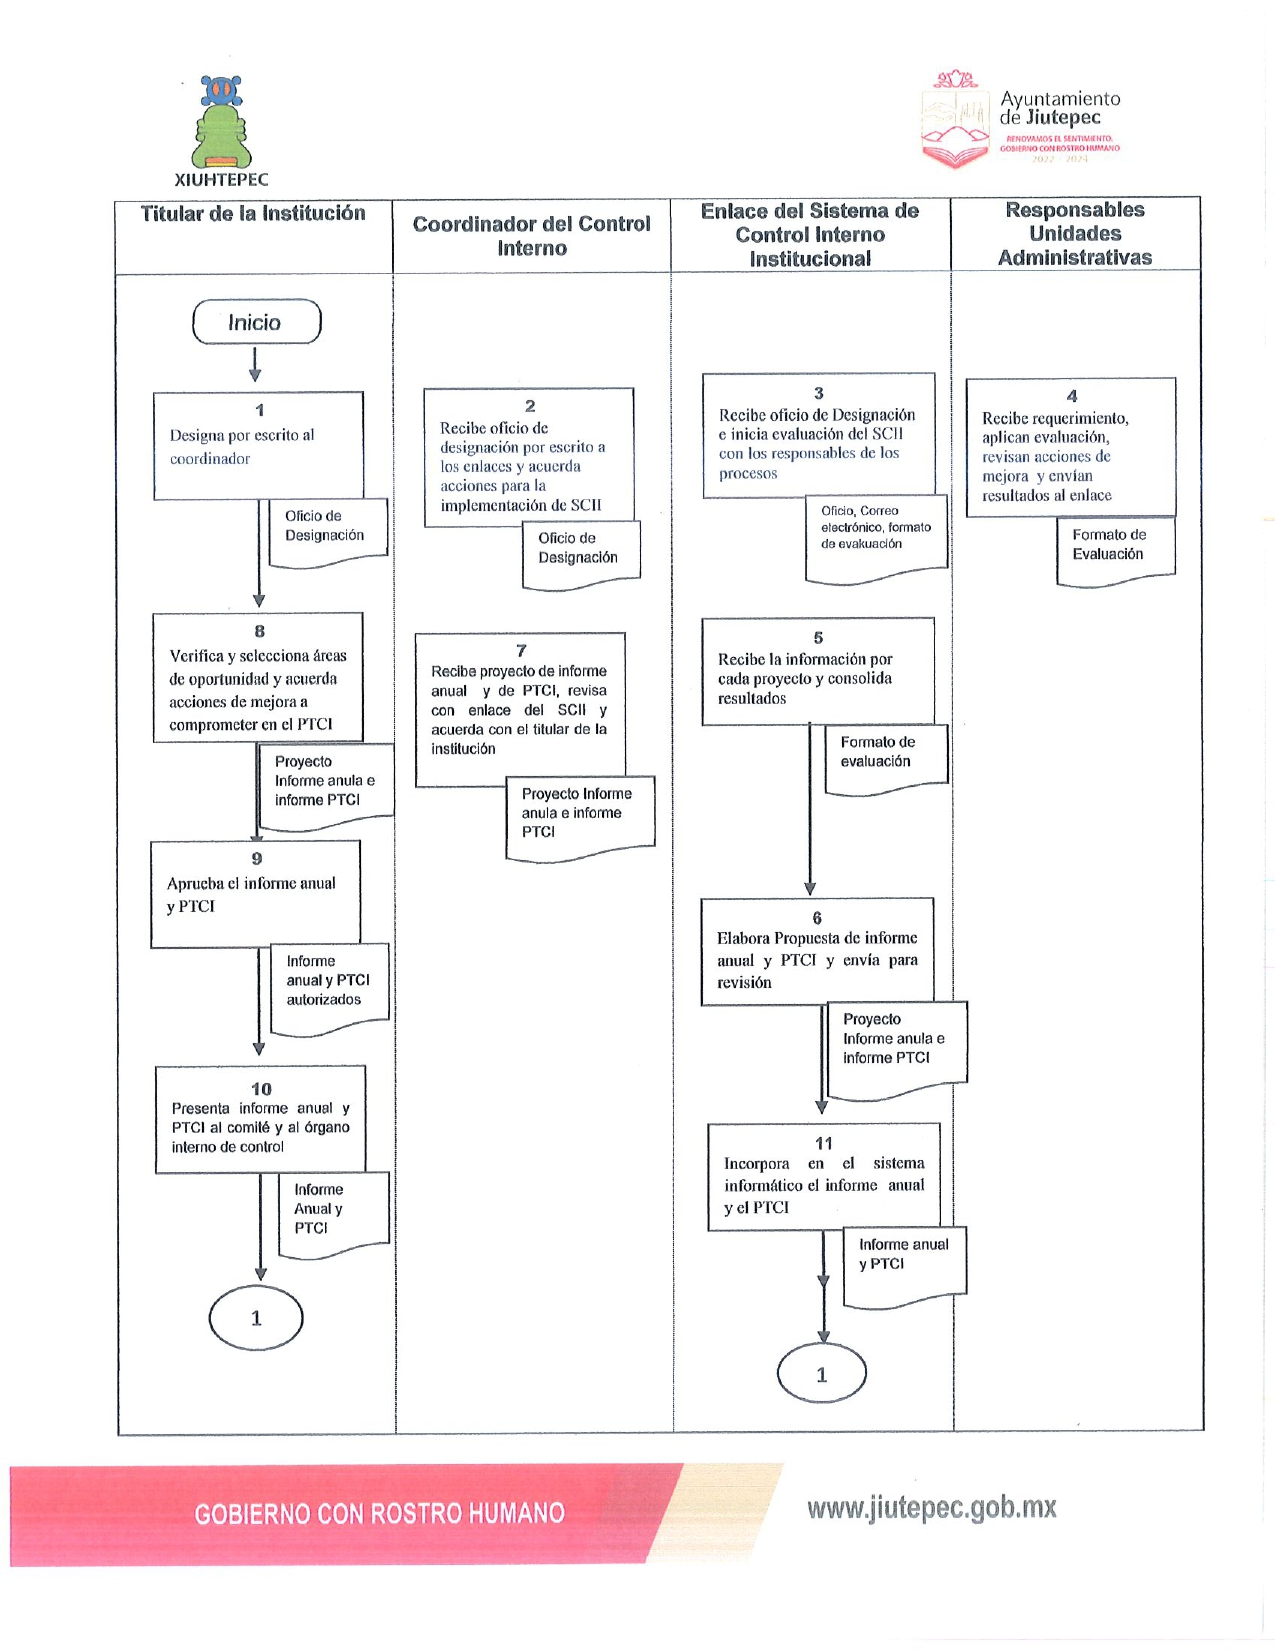 XIUHTEPEC
Ayuntamiento
de Jiutepec
RENOVAMOS EL SENTIMIENTO.
GOBIERNO CON ROSTRO HUMANO
2022 - 2024
Titular de la Institución
Coordinador del Control
Interno
Enlace del Sistema de
Control Interno
Institucional
Responsables
Unidades
Administrativas
Inicio
1
Designa por escrito al
coordinador
Oficio de
Designación
2
Recibe oficio de
designación por escrito a
los enlaces y acuerda
acciones para la
implementación de SCII
Oficio de
Designación
3
Recibe oficio de Designación
e inicia evaluación del SCII
con los responsables de los
procesos
Oficio, Correo
electrónico, formato
de evakuación
4
Recibe requerimiento,
aplican evaluación,
revisan acciones de
mejora y envían
resultados al enlace
Formato de
Evaluación
8
Verifica y selecciona áreas
de oportunidad y acuerda
acciones de mejora a
comprometer en el PTCI
Proyecto
Informe anula e
informe PTCI
7
Recibe proyecto de informe
anual y de PTCI, revisa
con enlace del SCII y
acuerda con el titular de la
institución
Proyecto Informe
anula e informe
PTCI
5
Recibe la información por
cada proyecto y consolida
resultados
Formato de
evaluación
9
Aprueba el informe anual
y PTCI
Informe
anual y PTCI
autorizados
6
Elabora Propuesta de informe
anual y PTCI y envía para
revisión
Proyecto
Informe anula e
informe PTCI
10
Presenta informe anual y
PTCI al comité y al órgano
interno de control
Informe
Anual y
PTCI
11
Incorpora en el sistema
informático el informe anual
y el PTCI
Informe anual
y PTCI
1
1
GOBIERNO CON ROSTRO HUMANO
www.jiutepec.gob.mx